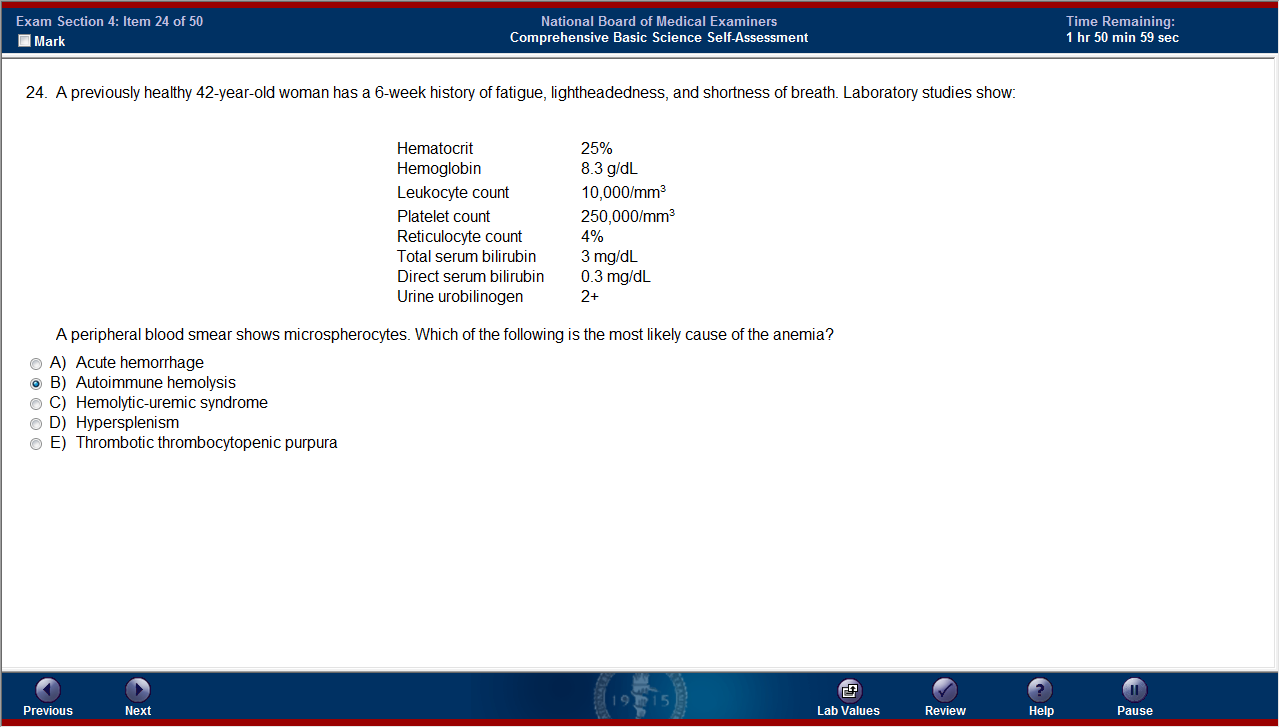 Exam Section 4: Item 24 of 50
National Board of Medical Examiners
Time Remaining:
Mark
Comprehensive Basic Science Self-Assessment
1 hr 50 min 59 sec
24. A previously healthy 42-year-old woman has a 6-week history of fatigue, lightheadedness, and shortness of breath. Laboratory studies show:
Hematocrit 25%
Hemoglobin 8.3 g/dL
Leukocyte count 10,000/mm³
Platelet count 250,000/mm³
Reticulocyte count 4%
Total serum bilirubin 3 mg/dL
Direct serum bilirubin 0.3 mg/dL
Urine urobilinogen 2+
A peripheral blood smear shows microspherocytes. Which of the following is the most likely cause of the anemia?
A) Acute hemorrhage
B) Autoimmune hemolysis
C) Hemolytic-uremic syndrome
D) Hypersplenism
E) Thrombotic thrombocytopenic purpura
1915
Previous Next Lab Values Review Help Pause